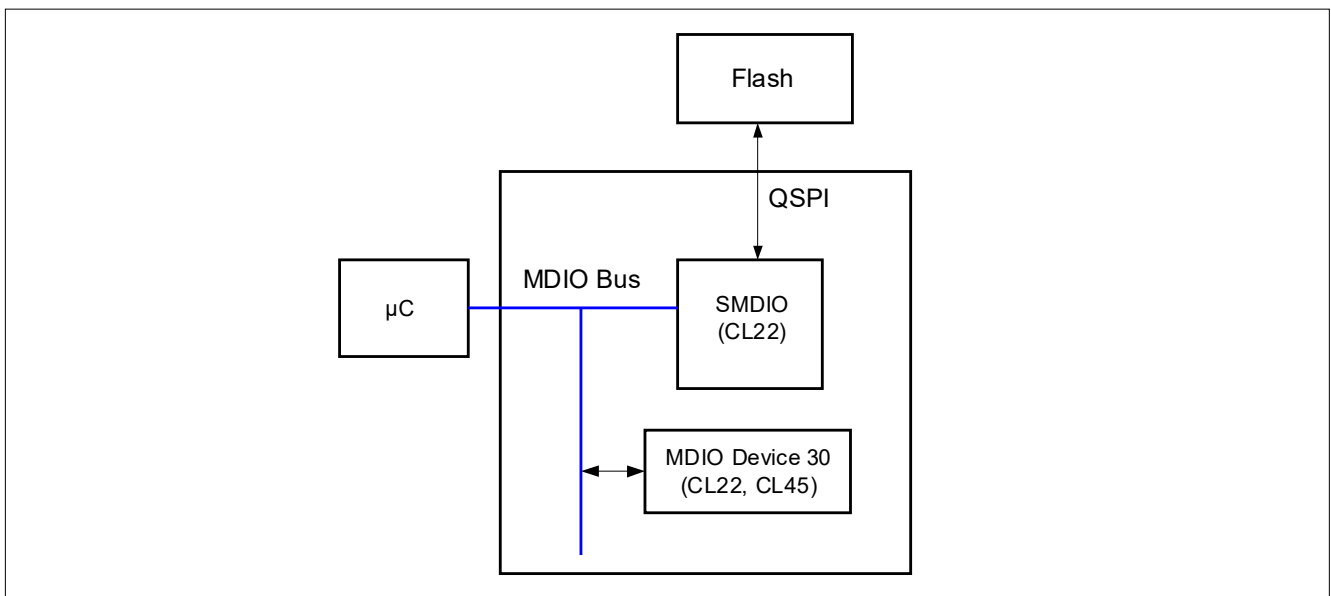 Flash
QSPI
MDIO Bus
µC
SMDIO
(CL22)
MDIO Device 30
(CL22, CL45)